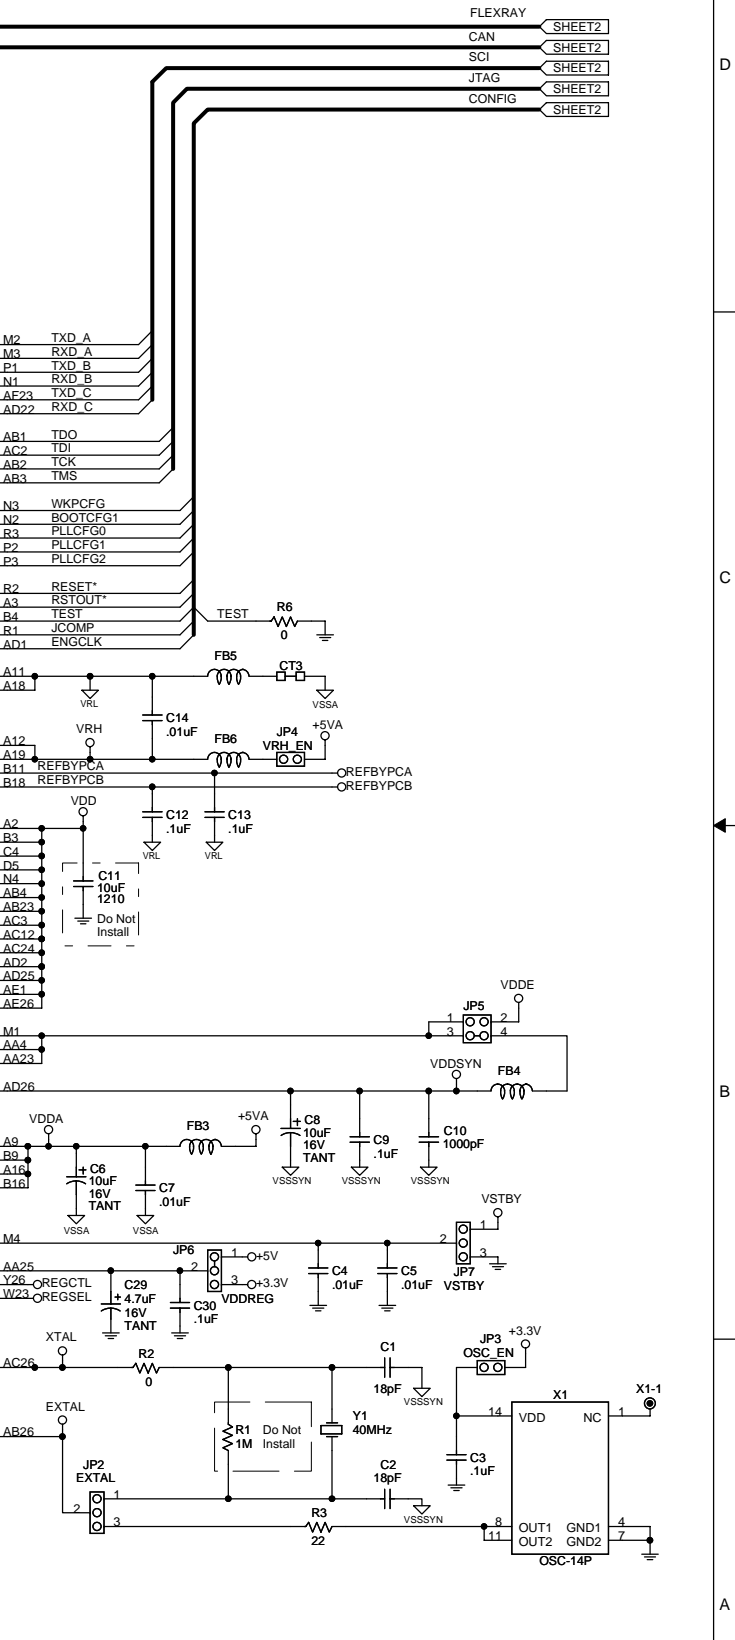 FLEXRAY SHEET2
CAN SHEET2
SCI SHEET2
JTAG SHEET2
CONFIG SHEET2
D
M2 TXD_A
M3 RXD_A
P1 TXD_B
N1 RXD_B
AF23 TXD_C
AD22 RXD_C
AB1 TDO
AC2 TDI
AB2 TCK
AB3 TMS
N3 WKPCFG
N2 BOOTCFG1
R3 PLLCFG0
P2 PLLCFG1
P3 PLLCFG2
C
R2 RESET*
A3 RSTOUT*
B4 TEST
R1 JCOMP
AD1 ENGCLK
TEST
R6
0
A11
A18
VRL
FB5
CT3
VSSA
C14
.01uF
VRH
FB6
JP4
VRH_EN
+5VA
A12
A19
B11 REFBYPCA
B18 REFBYPCB
REFBYPCA
REFBYPCB
VDD
C12
.1uF
VRL
C13
.1uF
VRL
A2
B3
C4
D5
N4
AB4
AB23
AC3
AC12
AC24
AD2
AD25
AE1
AE26
C11
10uF
1210
Do Not
Install
VDDE
JP5
1 2
3 4
M1
AA4
AA23
B
VDDSYN
FB4
AD26
C8
+
10uF
16V
TANT
VSSSYN
C9
.1uF
VSSSYN
C10
1000pF
VSSSYN
VDDA
FB3
+5VA
A9
B9
A16
B16
C6
+
10uF
16V
TANT
VSSA
C7
.01uF
VSSA
VSTBY
M4
2
1
3
JP7
VSTBY
AA25
Y26 REGCTL
W23 REGSEL
JP6
2
1 +5V
3 +3.3V
VDDREG
C29
+
4.7uF
16V
TANT
C30
.1uF
C4
.01uF
C5
.01uF
XTAL
AC26
R2
0
C1
18pF
VSSSYN
JP3
OSC_EN
+3.3V
EXTAL
AB26
R1
1M
Do Not
Install
Y1
40MHz
C2
18pF
VSSSYN
JP2
EXTAL
1
2
3
R3
22
C3
.1uF
X1
X1-1
14 VDD NC 1
8 OUT1 GND1 4
11 OUT2 GND2 7
OSC-14P
A